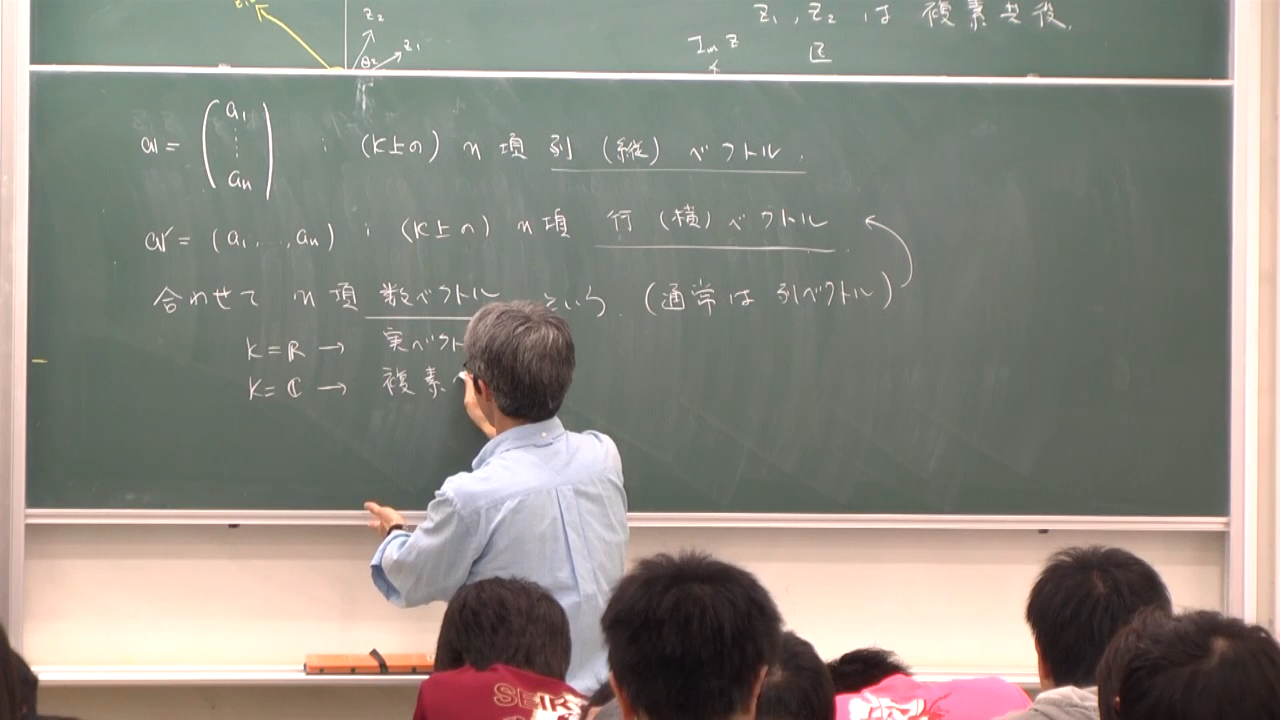 z₂
z₁
θ₂
z₁, z₂ は 複素共役
Im z
𝕒 = (a₁ ⋮ aₙ) ; (K上の) n 項 列 (縦) ベクトル.
𝕒' = (a₁, ..., aₙ) ; (K上の) n項 行 (横) ベクトル.
合わせて n 項 数ベクトル という. (通常は 列ベクトル)
K = ℝ → 実ベクト
K = ℂ → 複素